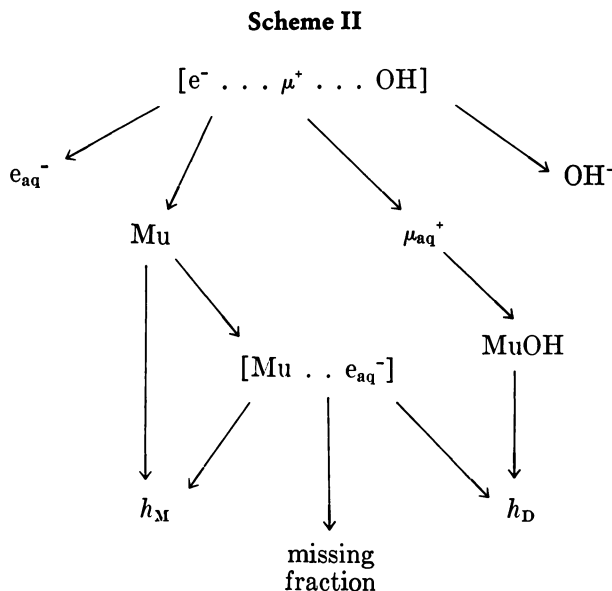 Scheme II
[e⁻ . . . μ⁺ . . . OH]
e_aq⁻ OH⁻
Mu μ_aq⁺
MuOH
[Mu . . e_aq⁻]
h_M h_D
missing
fraction